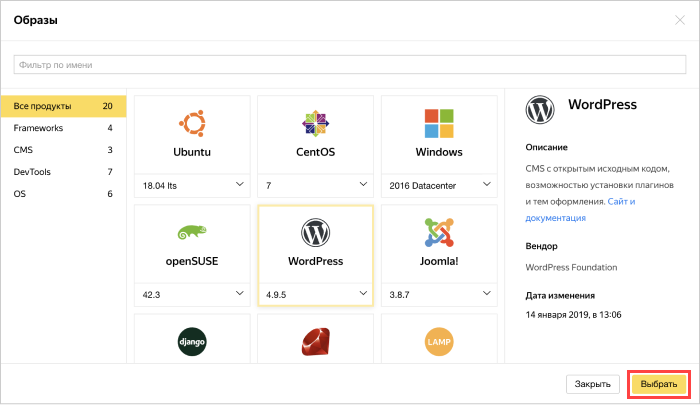 Образы
Фильтр по имени
Все продукты 20
Frameworks 4
CMS 3
DevTools 7
OS 6
Ubuntu
18.04 lts
CentOS
7
Windows
2016 Datacenter
openSUSE
42.3
WordPress
4.9.5
Joomla!
3.8.7
django
LAMP
WordPress
Описание
CMS с открытым исходным кодом,
возможностью установки плагинов
и тем оформления. Сайт и
документация
Вендор
WordPress Foundation
Дата изменения
14 января 2019, в 13:06
Закрыть
Выбрать